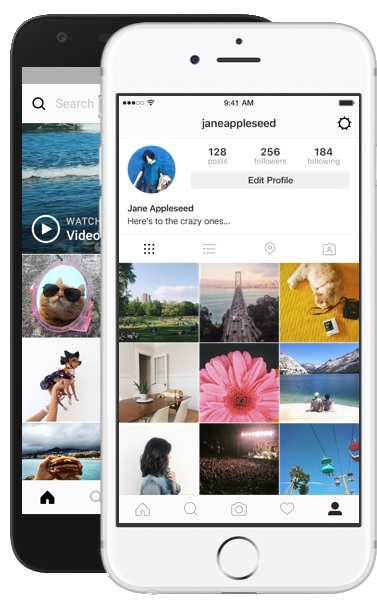 Search
WATCH
Video
9:41 AM
janeappleseed
128
posts
256
followers
184
following
Edit Profile
Jane Appleseed
Here's to the crazy ones...